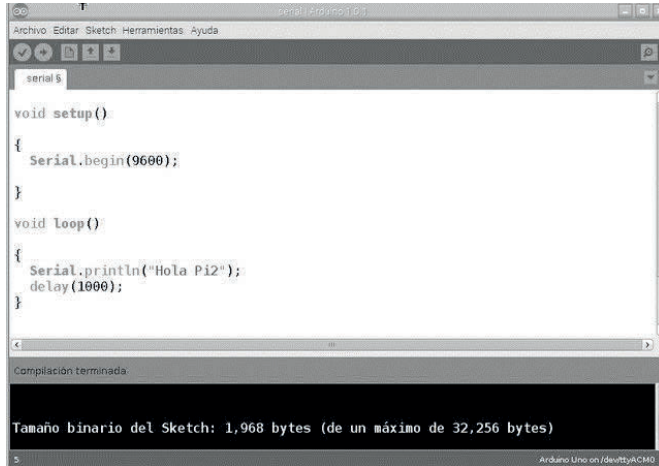 serial | Arduino 1.0.1
Archivo Editar Sketch Herramientas Ayuda
serial §
void setup()
{
Serial.begin(9600);
}
void loop()
{
Serial.println("Hola Pi2");
delay(1000);
}
Compilación terminada
Tamaño binario del Sketch: 1,968 bytes (de un máximo de 32,256 bytes)
5
Arduino Uno on /dev/ttyACM0